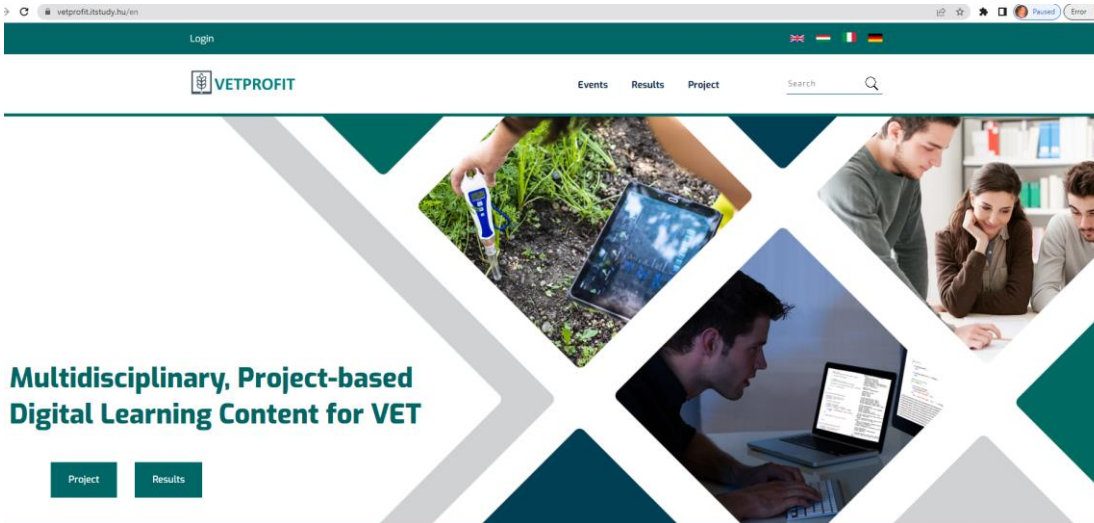 vetprofit.itstudy.hu/en
Paused
Error
Login
VETPROFIT
Events Results Project
Search
Multidisciplinary, Project-based
Digital Learning Content for VET
Project Results